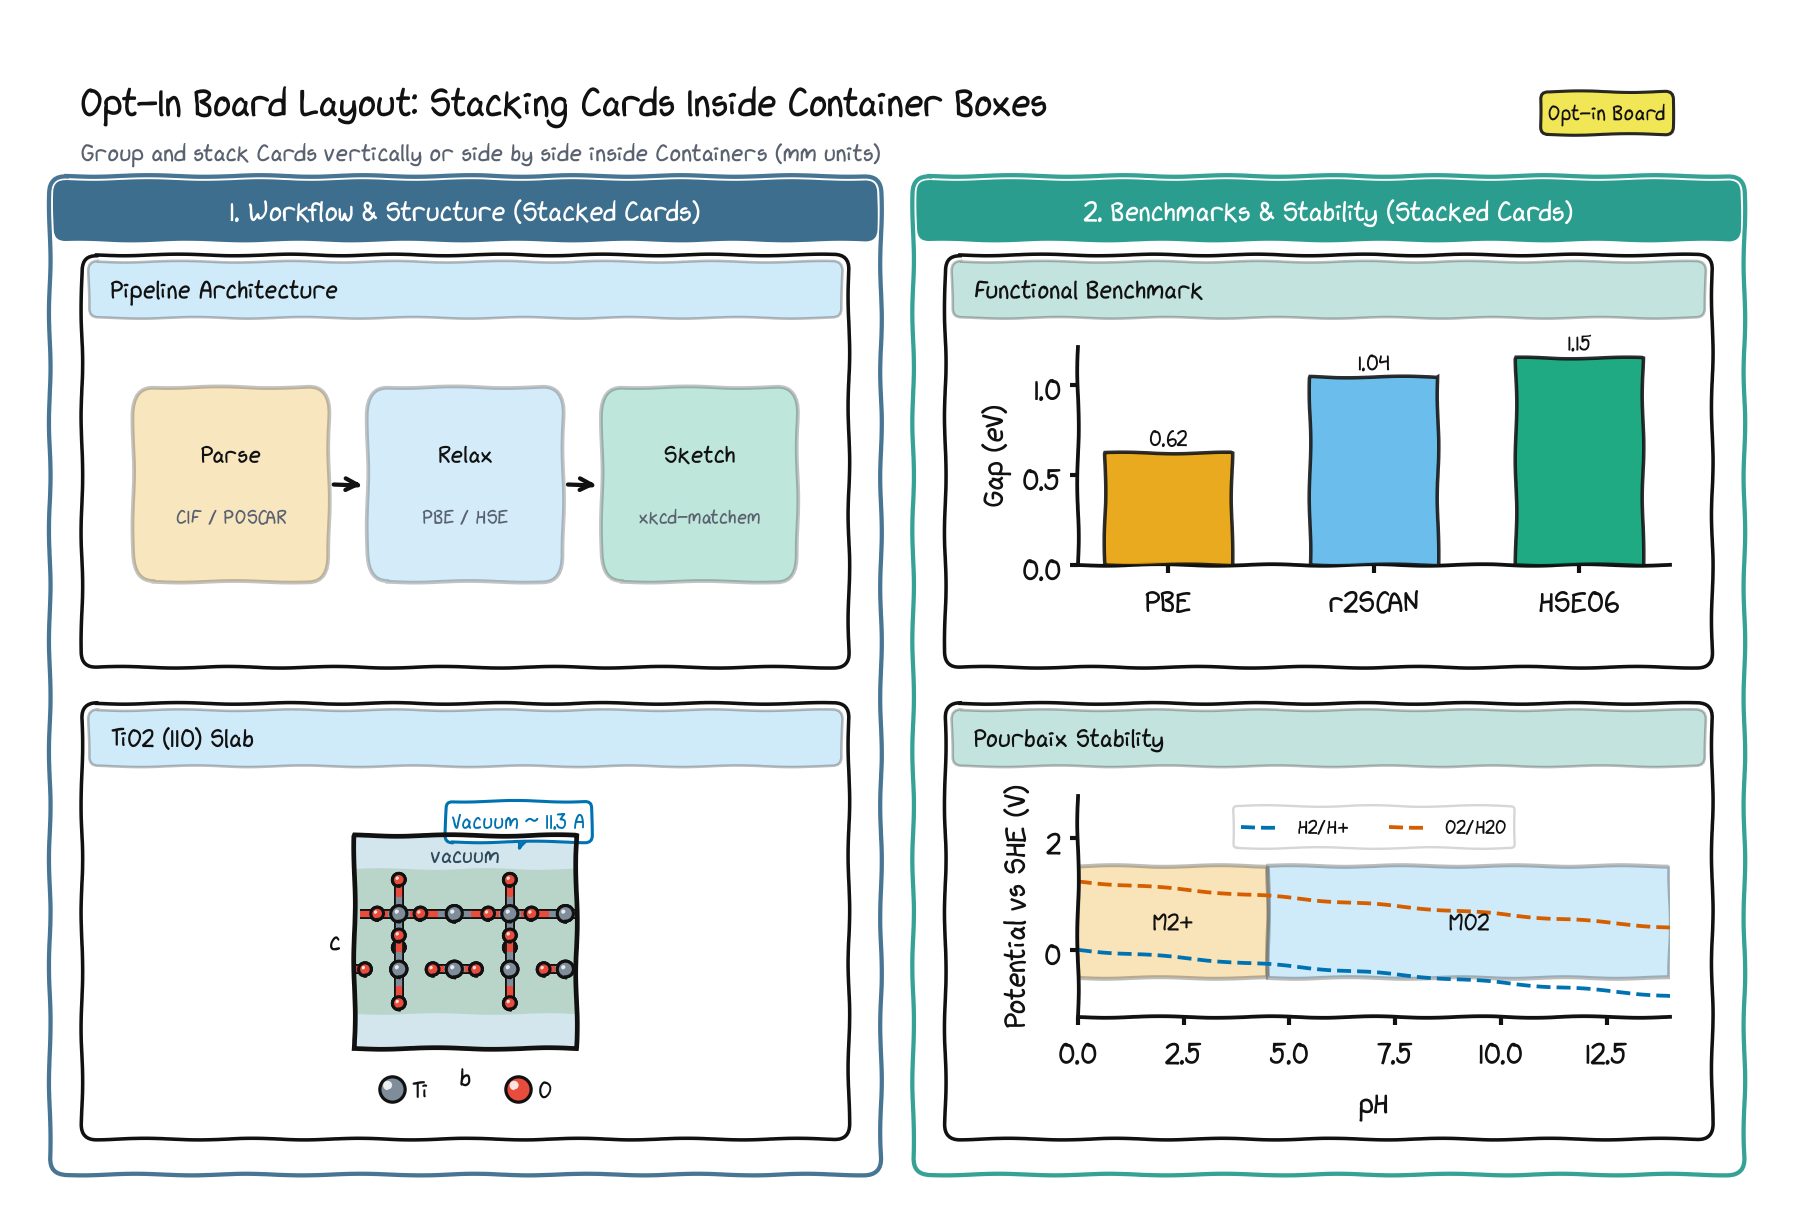 Opt-In Board Layout: Stacking Cards Inside Container Boxes
Opt-in Board
Group and stack Cards vertically or side by side inside Containers (mm units)
1. Workflow & Structure (Stacked Cards)
Pipeline Architecture
Parse
CIF / POSCAR
Relax
PBE / HSE
Sketch
xkcd-matchem
TiO2 (110) Slab
Vacuum ~ 11.3 A
vacuum
c
b
Ti
O
2. Benchmarks & Stability (Stacked Cards)
Functional Benchmark
Gap (eV)
1.0
0.5
0.0
0.62
1.04
1.15
PBE
r2SCAN
HSE06
Pourbaix Stability
Potential vs SHE (V)
2
0
H2/H+
O2/H2O
M2+
MO2
0.0
2.5
5.0
7.5
10.0
12.5
pH